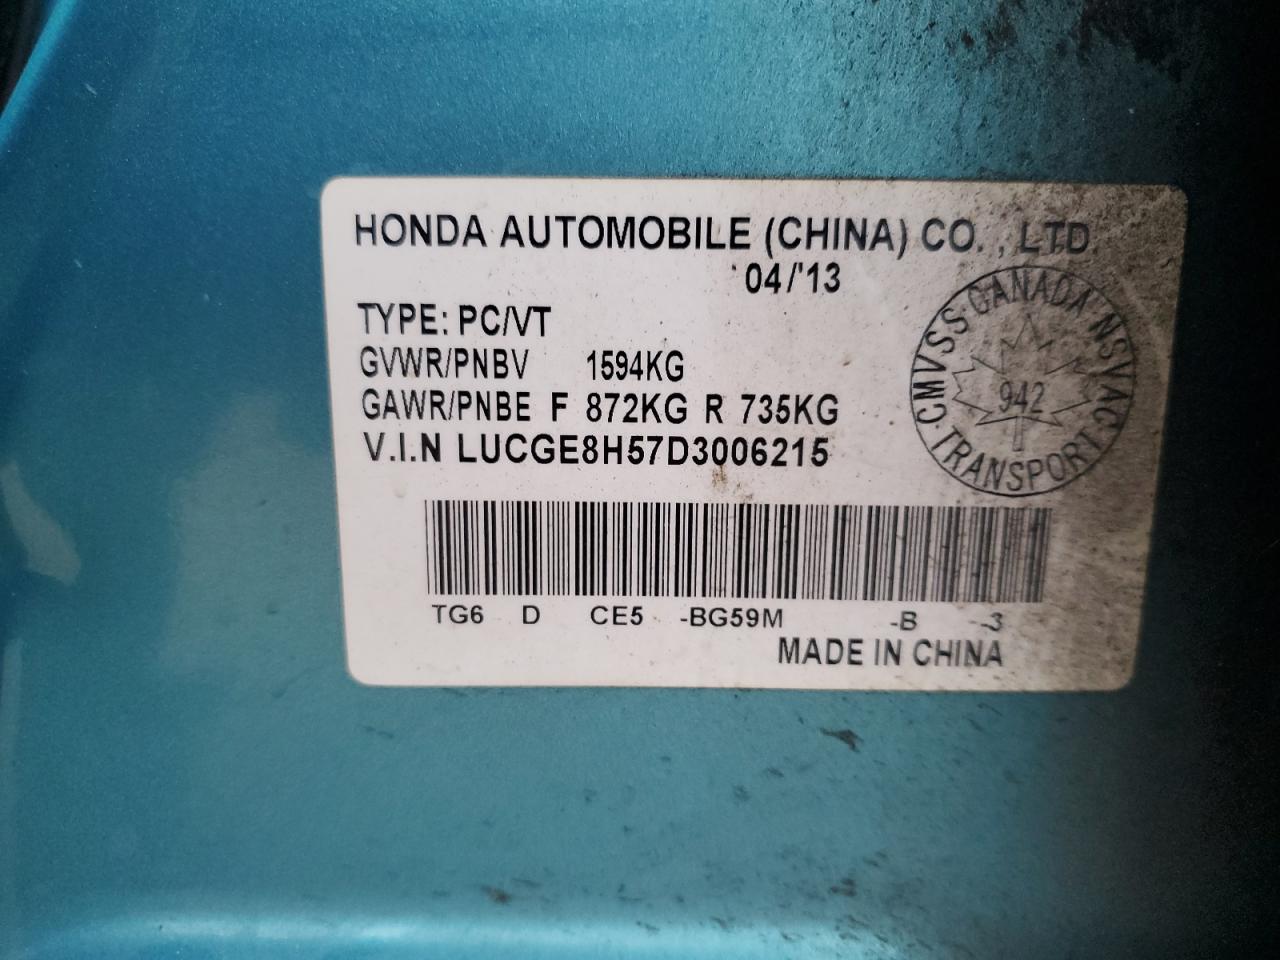 HONDA AUTOMOBILE (CHINA) CO., LTD.
04/'13
TYPE: PC/VT
GVWR/PNBV 1594KG
GAWR/PNBE F 872KG R 735KG
V.I.N LUCGE8H57D3006215
CMVSS · CANADA NSVAC · TRANSPORT
942
TG6 D CE5 -BG59M -B --3
MADE IN CHINA